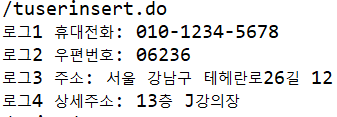 /tuserinsert.do
로그1 휴대전화: 010-1234-5678
로그2 우편번호: 06236
로그3 주소: 서울 강남구 테헤란로26길 12
로그4 상세주소: 13층 J강의장